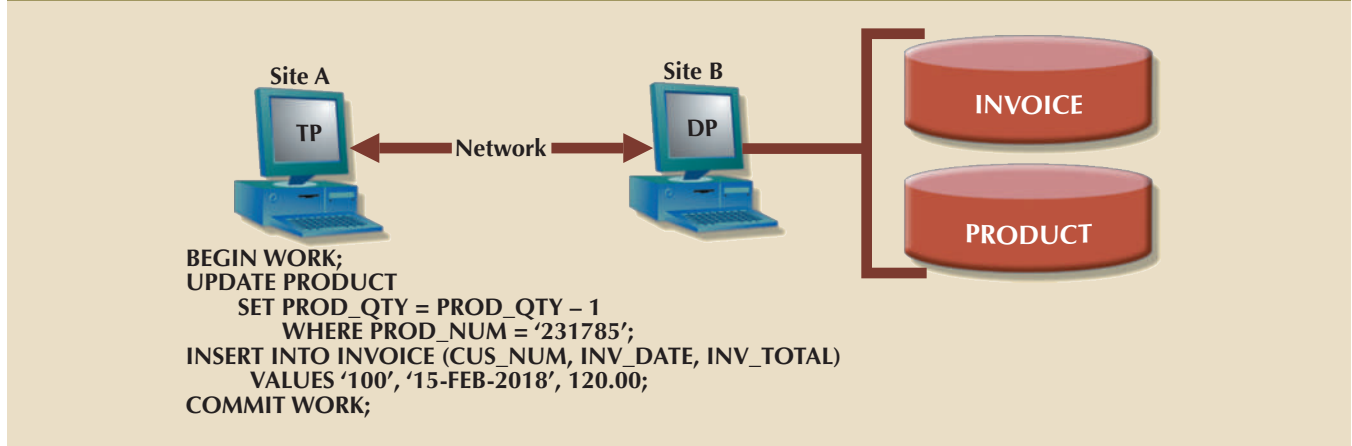 Site A
Site B
TP
Network
DP
INVOICE
PRODUCT
BEGIN WORK;
UPDATE PRODUCT
SET PROD_QTY = PROD_QTY – 1
WHERE PROD_NUM = ‘231785’;
INSERT INTO INVOICE (CUS_NUM, INV_DATE, INV_TOTAL)
VALUES ‘100’, ‘15-FEB-2018’, 120.00;
COMMIT WORK;